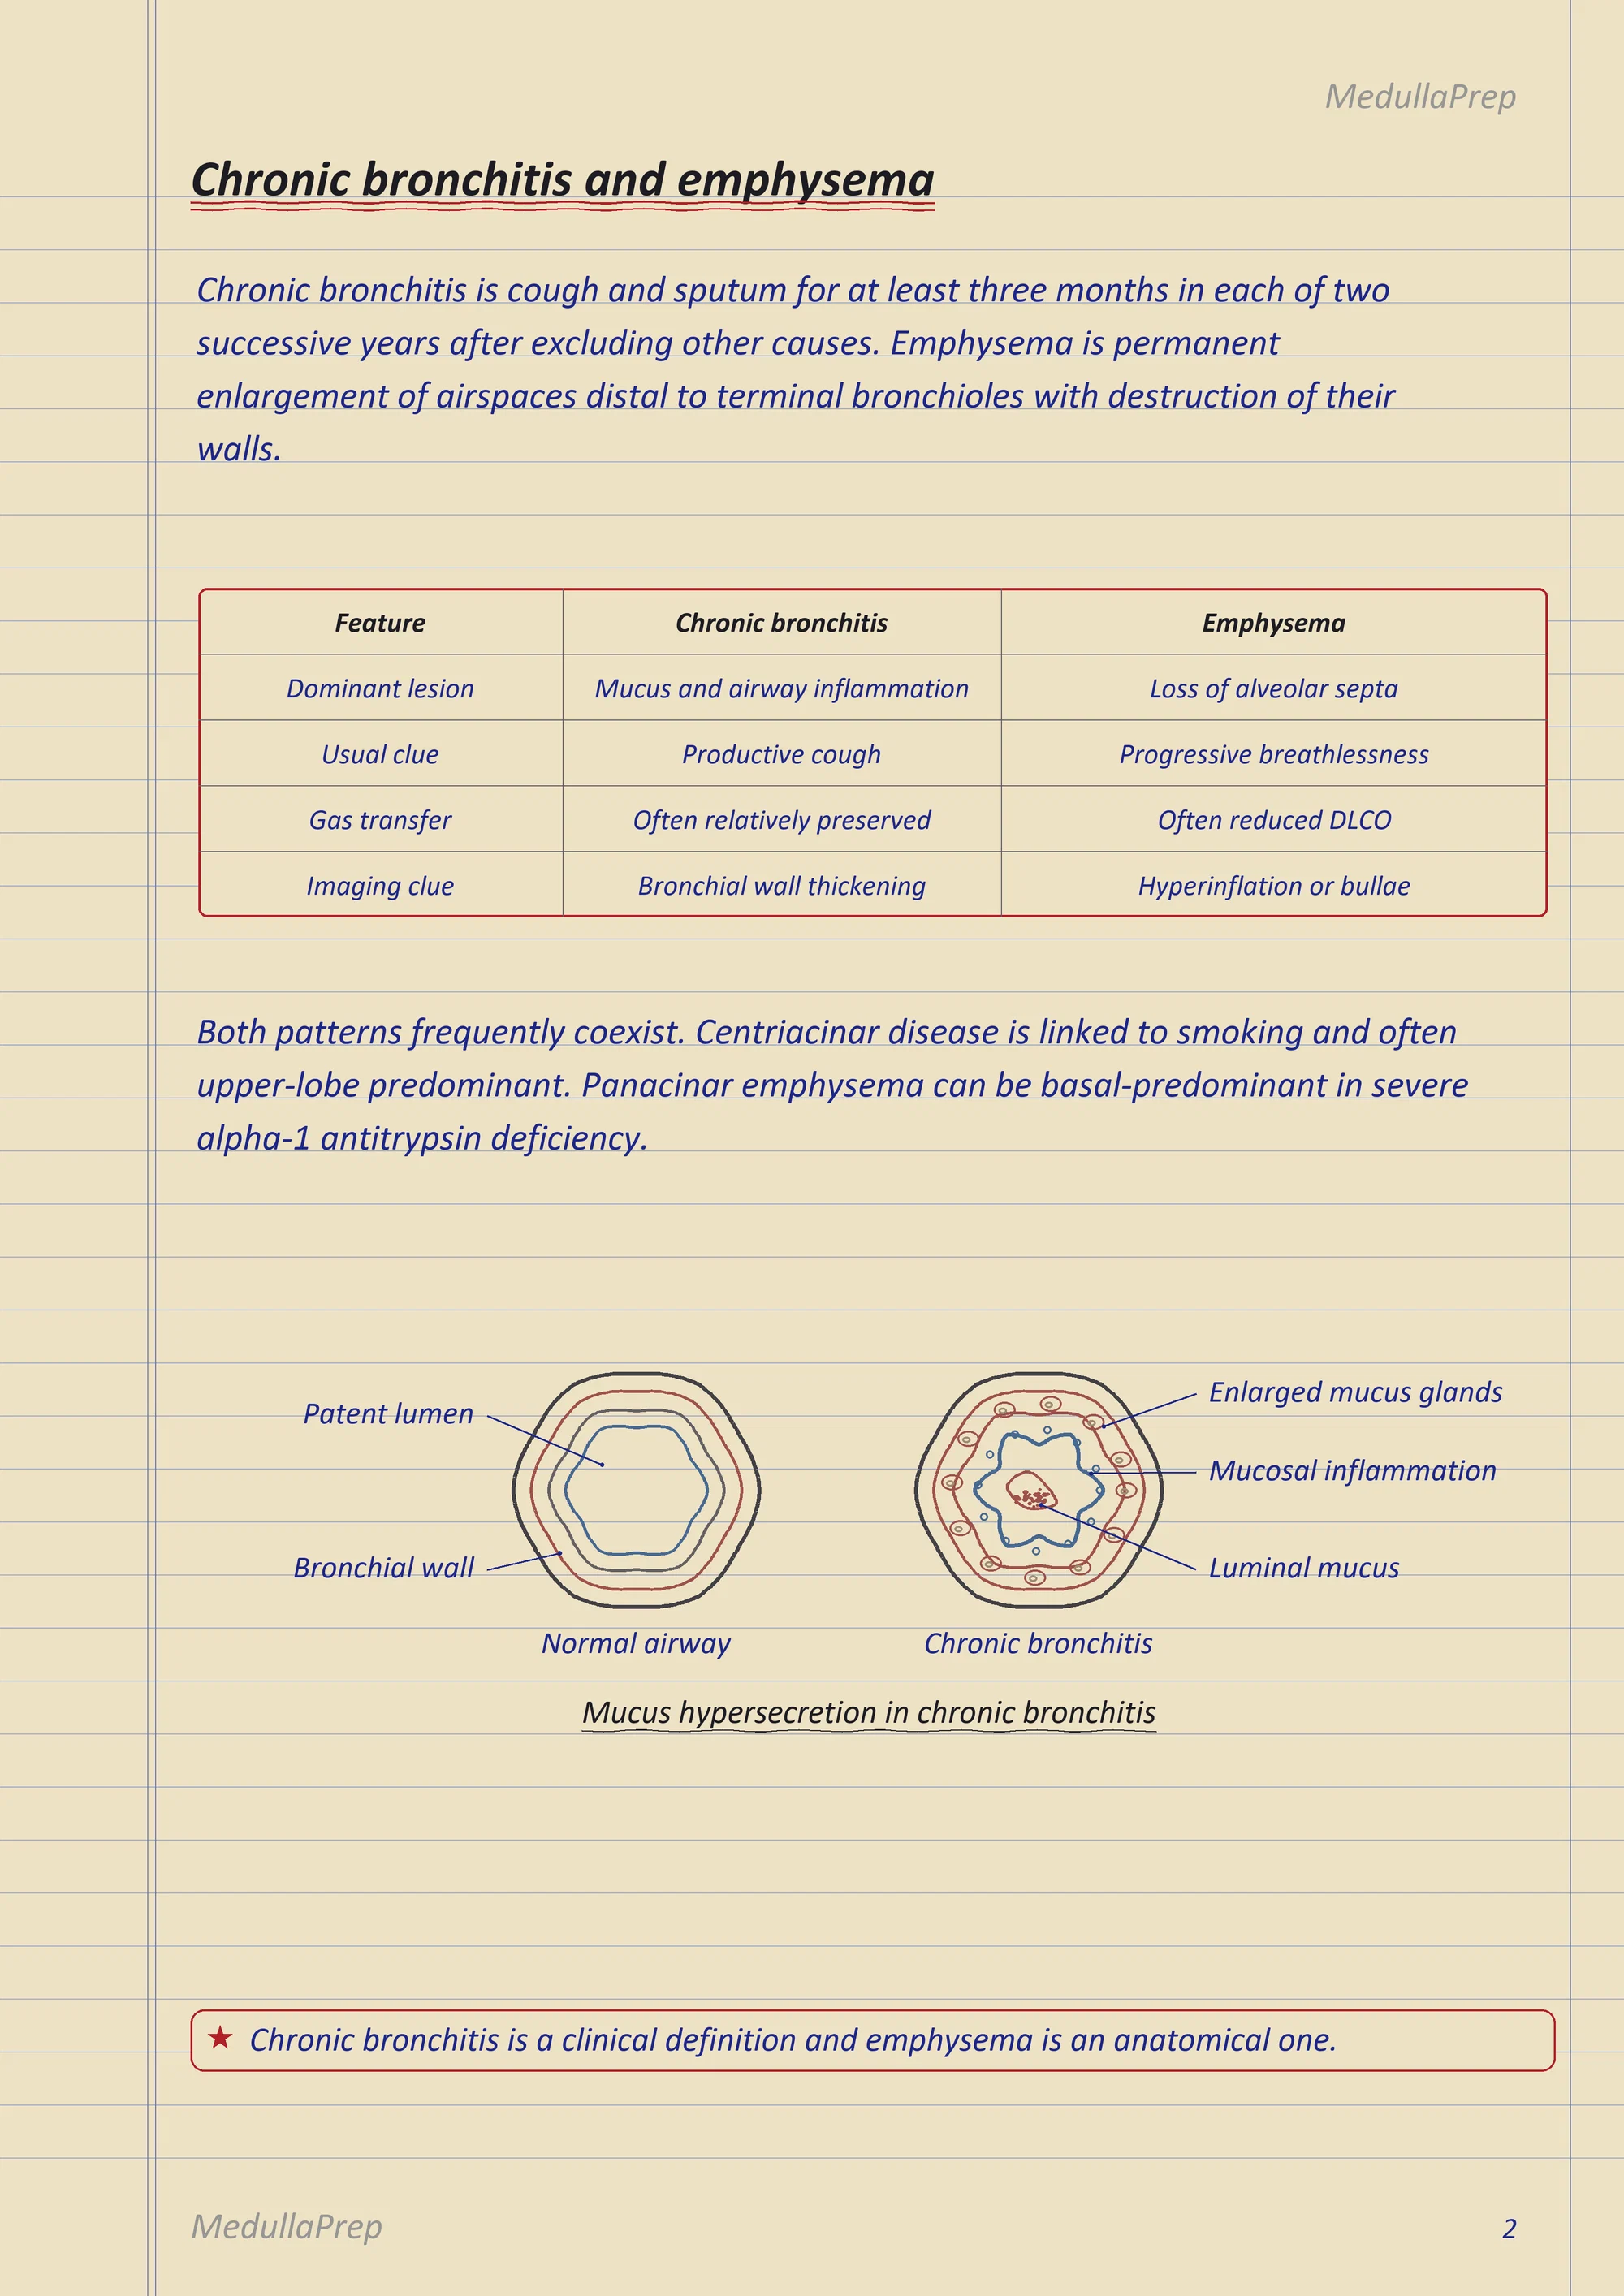 MedullaPrep
Chronic bronchitis and emphysema
Chronic bronchitis is cough and sputum for at least three months in each of two
successive years after excluding other causes. Emphysema is permanent
enlargement of airspaces distal to terminal bronchioles with destruction of their
walls.
Feature Chronic bronchitis Emphysema
Dominant lesion Mucus and airway inflammation Loss of alveolar septa
Usual clue Productive cough Progressive breathlessness
Gas transfer Often relatively preserved Often reduced DLCO
Imaging clue Bronchial wall thickening Hyperinflation or bullae
Both patterns frequently coexist. Centriacinar disease is linked to smoking and often
upper-lobe predominant. Panacinar emphysema can be basal-predominant in severe
alpha-1 antitrypsin deficiency.
Patent lumen
Bronchial wall
Normal airway
Enlarged mucus glands
Mucosal inflammation
Luminal mucus
Chronic bronchitis
Mucus hypersecretion in chronic bronchitis
★ Chronic bronchitis is a clinical definition and emphysema is an anatomical one.
MedullaPrep 2